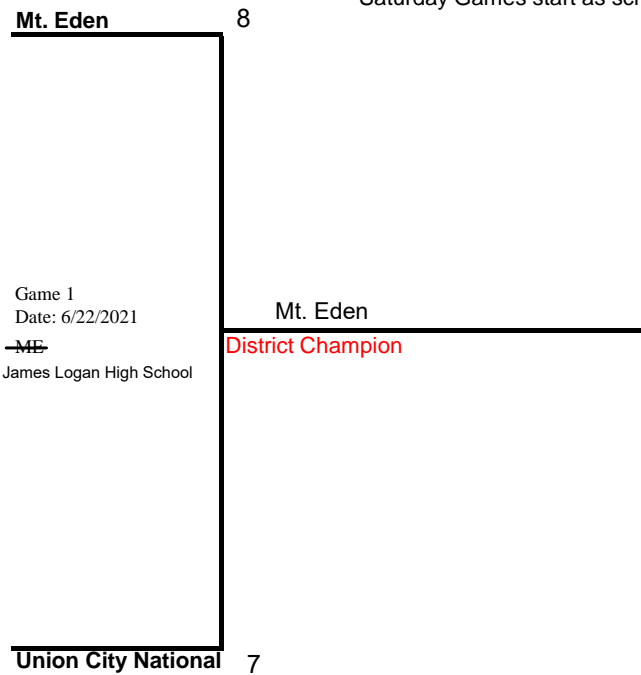 Saturday Games start as
Mt. Eden 8
Game 1
Date: 6/22/2021
ME
James Logan High School
Mt. Eden
District Champion
Union City National 7